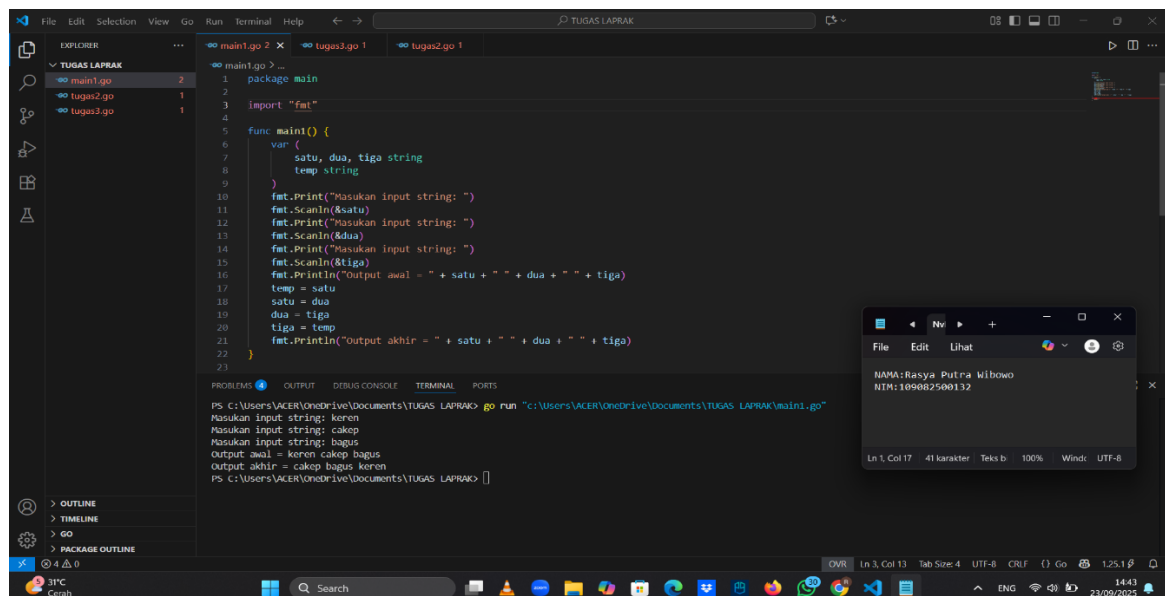 File Edit Selection View Go Run Terminal Help
TUGAS LAPRAK
EXPLORER
TUGAS LAPRAK
main1.go 2
tugas2.go 1
tugas3.go 1
main1.go 2
tugas3.go 1
tugas2.go 1
main1.go > ...
1 package main
2
3 import "fmt"
4
5 func main1() {
6 var (
7 satu, dua, tiga string
8 temp string
9 )
10 fmt.Print("Masukan input string: ")
11 fmt.Scanln(&satu)
12 fmt.Print("Masukan input string: ")
13 fmt.Scanln(&dua)
14 fmt.Print("Masukan input string: ")
15 fmt.Scanln(&tiga)
16 fmt.Println("Output awal = " + satu + " " + dua + " " + tiga)
17 temp = satu
18 satu = dua
19 dua = tiga
20 tiga = temp
21 fmt.Println("Output akhir = " + satu + " " + dua + " " + tiga)
22 }
23
PROBLEMS 4 OUTPUT DEBUG CONSOLE TERMINAL PORTS
PS C:\Users\ACER\OneDrive\Documents\TUGAS LAPRAK> go run "c:\Users\ACER\OneDrive\Documents\TUGAS LAPRAK\main1.go"
Masukan input string: keren
Masukan input string: cakep
Masukan input string: bagus
Output awal = keren cakep bagus
Output akhir = cakep bagus keren
PS C:\Users\ACER\OneDrive\Documents\TUGAS LAPRAK>
File Edit Lihat
NAMA:Rasya Putra Wibowo
NIM:109082500132
Ln 1, Col 17 41 karakter Teks b 100% Windc UTF-8
OUTLINE
TIMELINE
GO
PACKAGE OUTLINE
4 0
OVR Ln 3, Col 13 Tab Size: 4 UTF-8 CRLF {} Go 1.25.1
5 31°C
Cerah
Search
30
ENG
14:43
23/09/2025